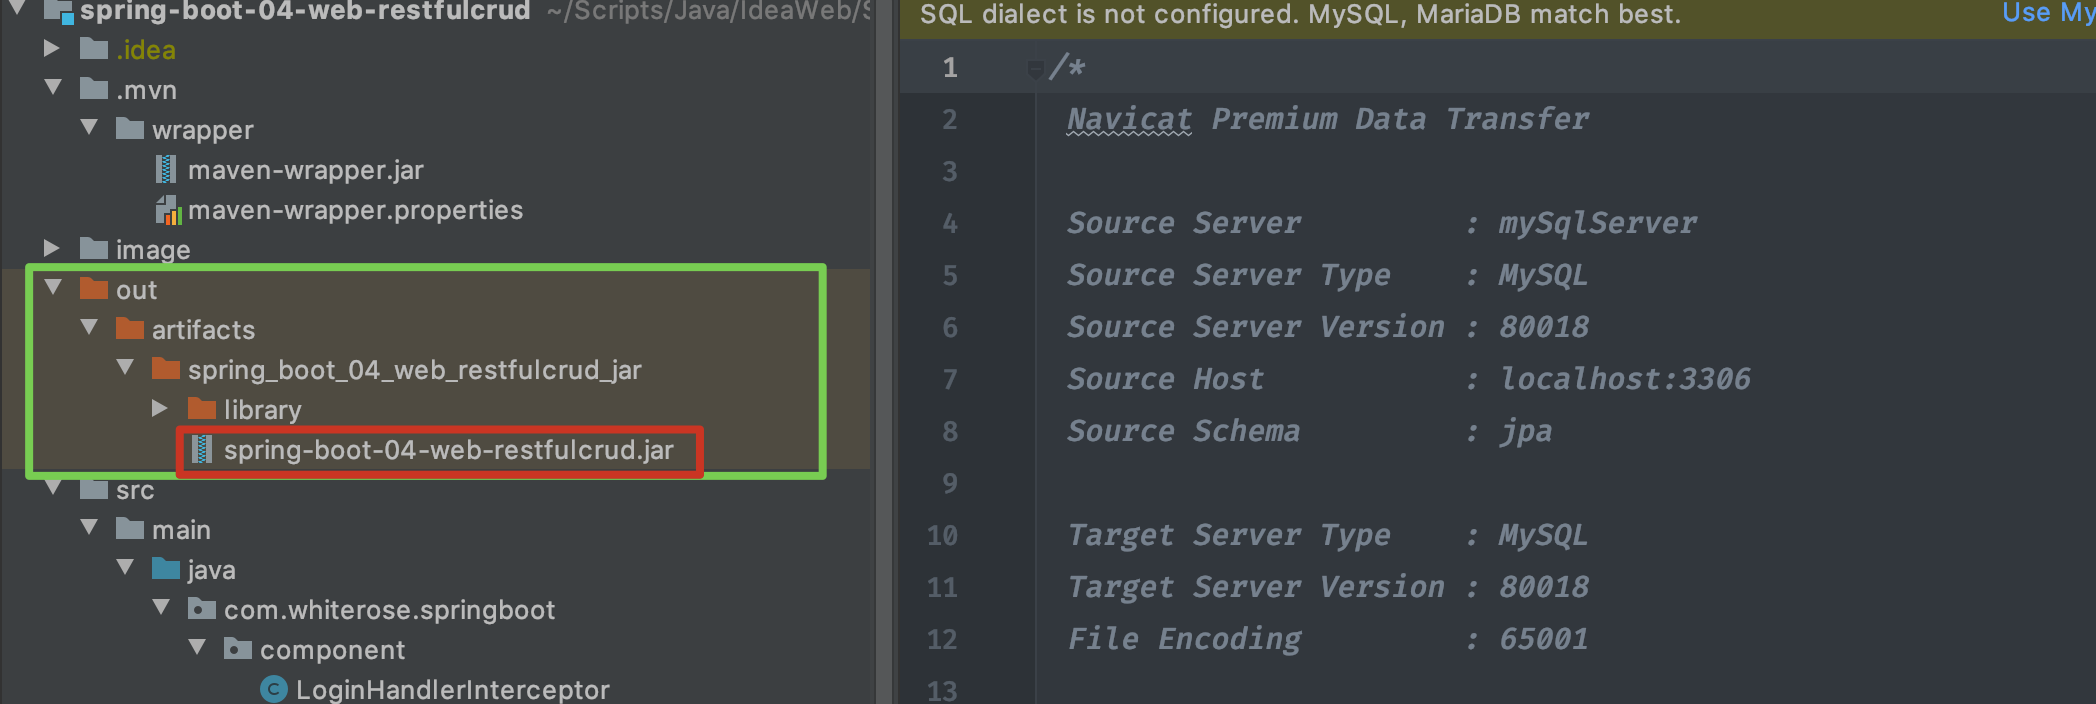 spring-boot-04-web-restfulcrud ~/Scripts/Java/IdeaWeb/S
.idea
.mvn
wrapper
maven-wrapper.jar
maven-wrapper.properties
image
out
artifacts
spring_boot_04_web_restfulcrud_jar
library
spring-boot-04-web-restfulcrud.jar
src
main
java
com.whiterose.springboot
component
C LoginHandlerInterceptor
SQL dialect is not configured. MySQL, MariaDB match best. Use My
1 /*
2 Navicat Premium Data Transfer
3
4 Source Server : mySqlServer
5 Source Server Type : MySQL
6 Source Server Version : 80018
7 Source Host : localhost:3306
8 Source Schema : jpa
9
10 Target Server Type : MySQL
11 Target Server Version : 80018
12 File Encoding : 65001
13